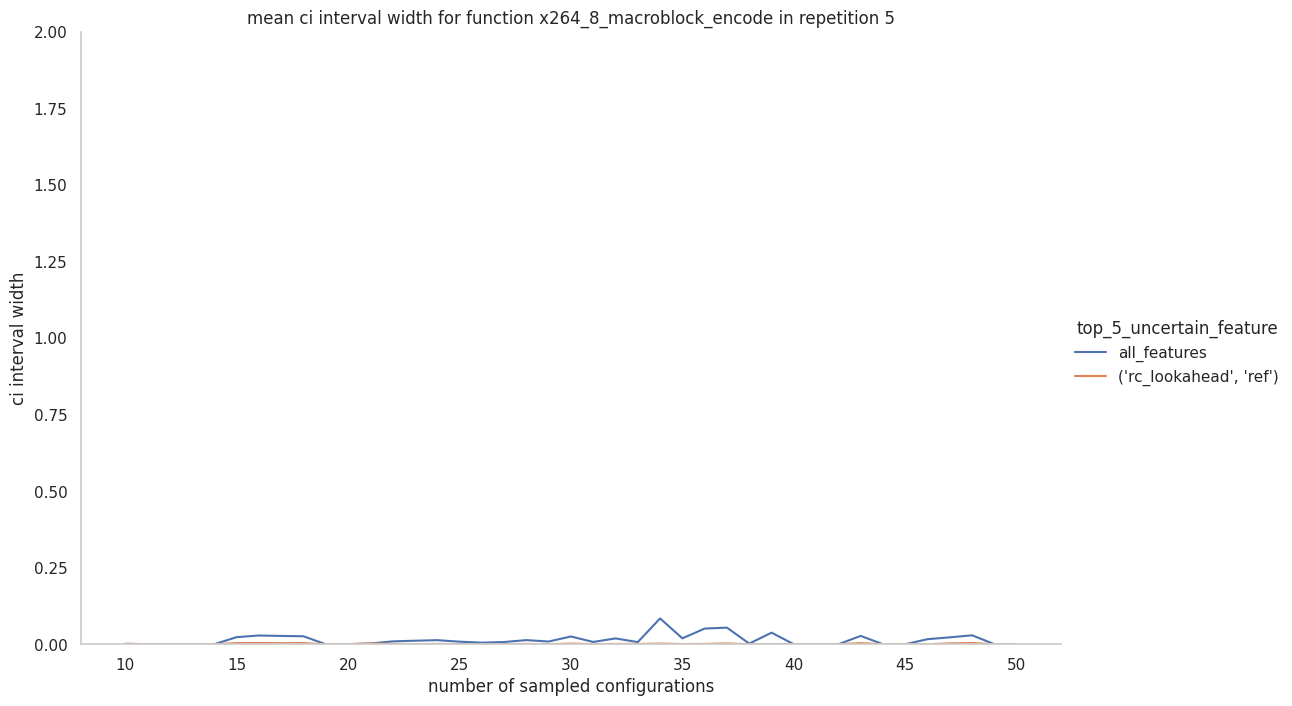 mean ci interval width for function x264_8_macroblock_encode in repetition 5
2.00
1.75
1.50
1.25
1.00
0.75
0.50
0.25
0.00
ci interval width
10 15 20 25 30 35 40 45 50
number of sampled configurations
top_5_uncertain_feature
all_features
('rc_lookahead', 'ref')